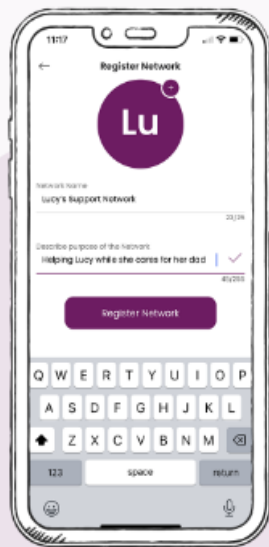 11:17
Register Network
Lu
+
Network Name
Lucy's Support Network
Describe purpose of the Network
Helping Lucy while she cares for her dad
Register Network
Q W E R T Y U I O P
A S D F G H J K L
Z X C V B N M
123 space return